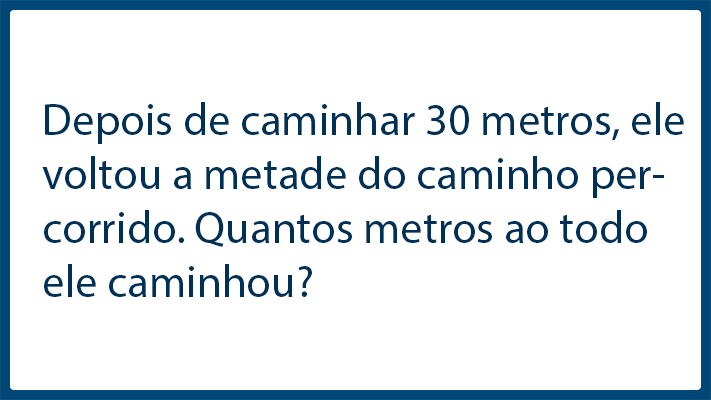 Depois de caminhar 30 metros, ele
voltou a metade do caminho per-
corrido. Quantos metros ao todo
ele caminhou?